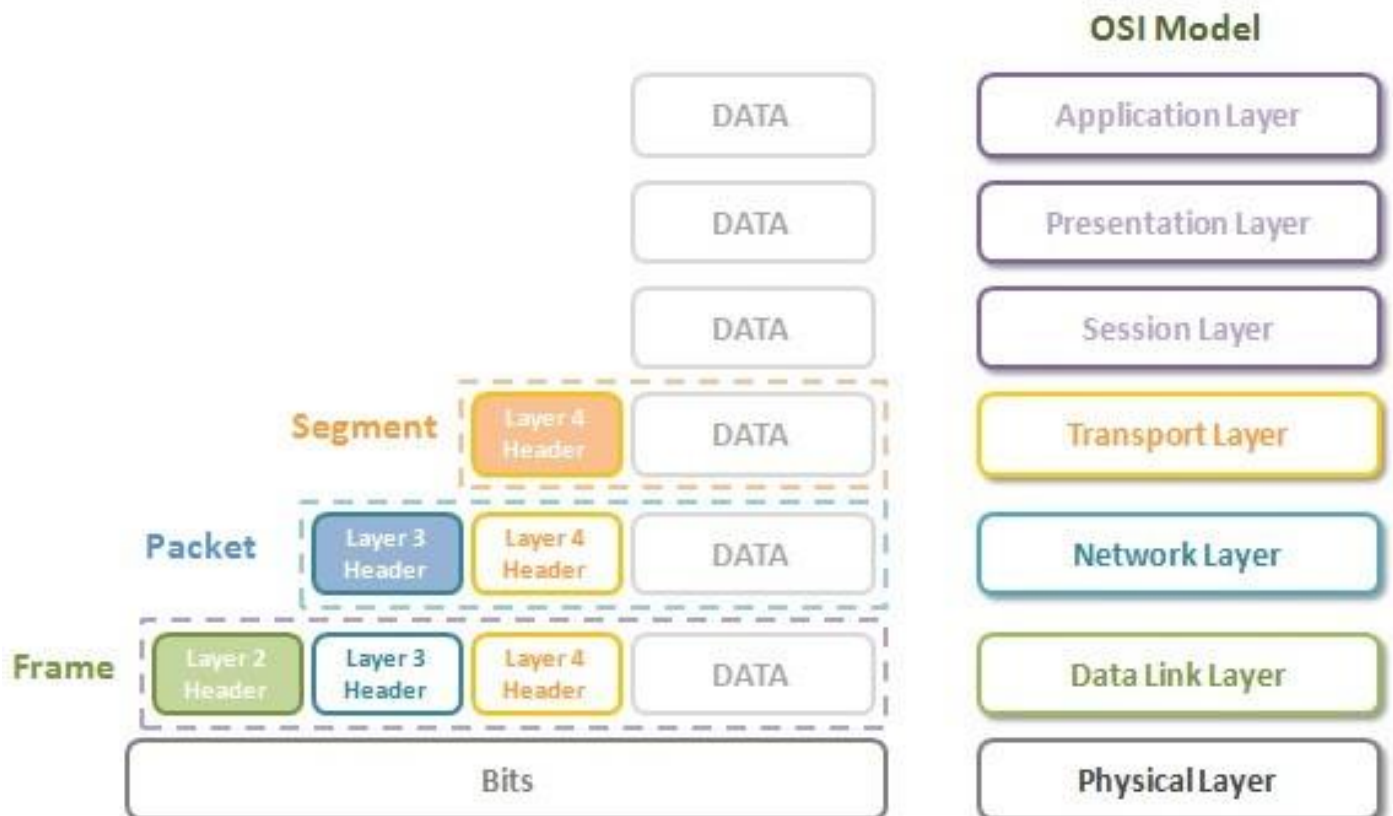 OSI Model
DATA
Application Layer
DATA
Presentation Layer
DATA
Session Layer
Segment
Layer 4
Header
DATA
Transport Layer
Packet
Layer 3
Header
Layer 4
Header
DATA
Network Layer
Frame
Layer 2
Header
Layer 3
Header
Layer 4
Header
DATA
Data Link Layer
Bits
Physical Layer